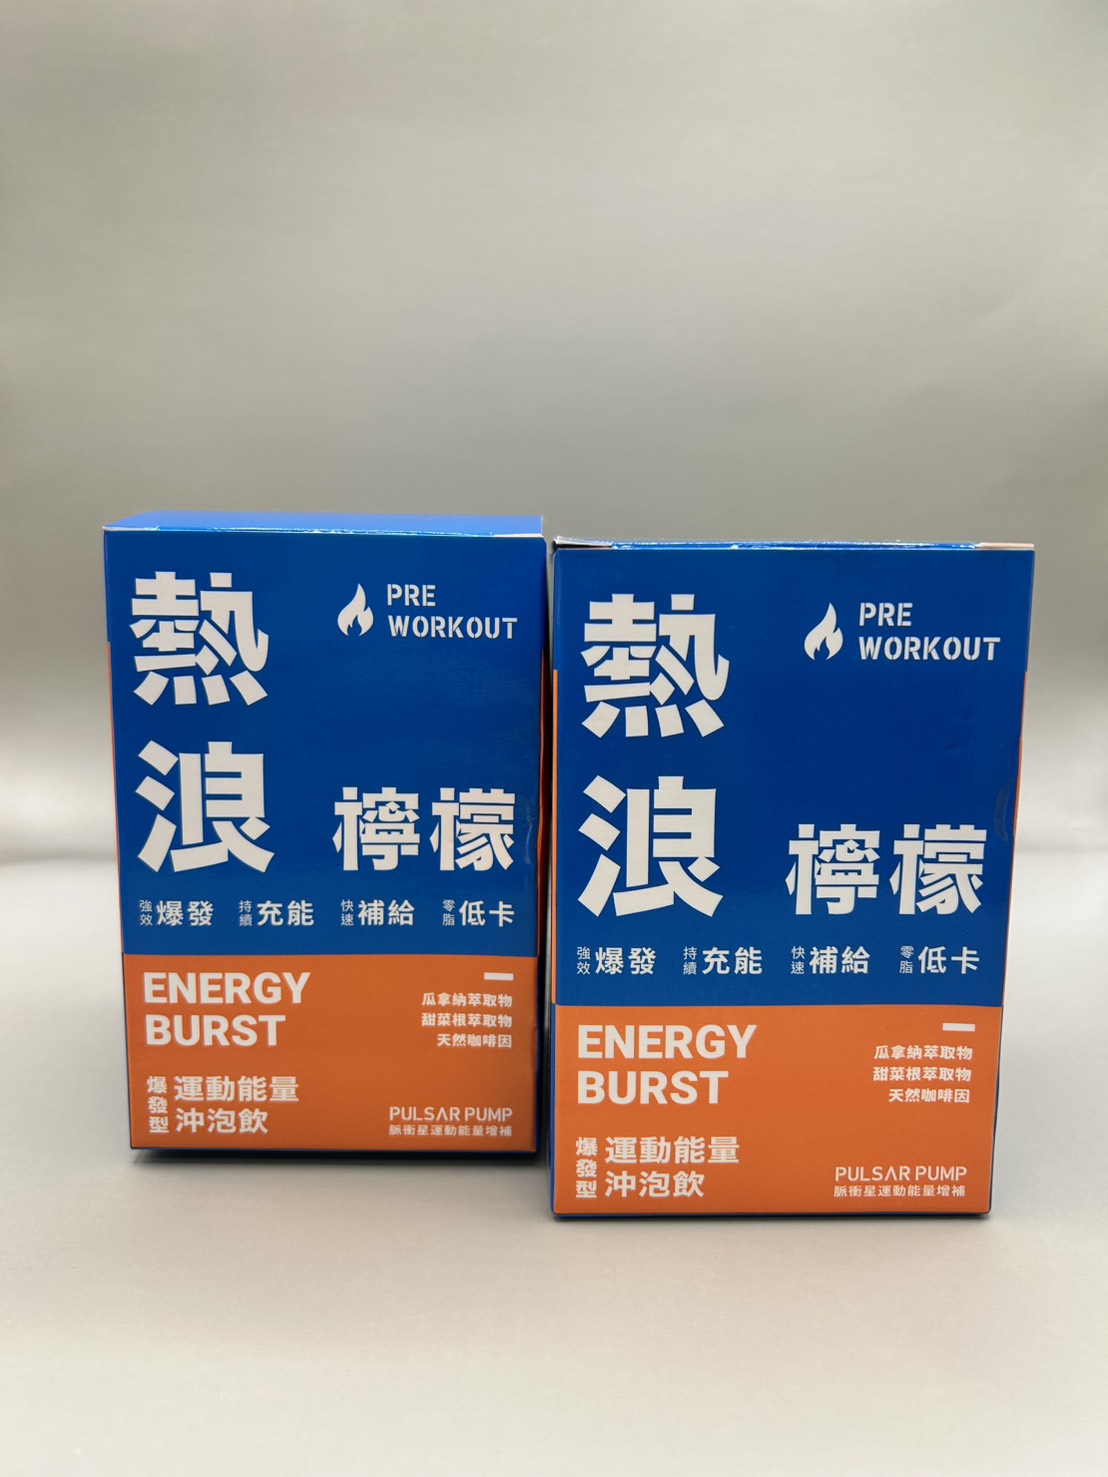 熱浪
PRE
WORKOUT
檸檬
強效 爆發 持續 充能 快速 補給 零脂 低卡
ENERGY
BURST
瓜拿納萃取物
甜菜根萃取物
天然咖啡因
爆發型 運動能量
沖泡飲
PULSAR PUMP
脈衝星運動能量增補
熱浪
PRE
WORKOUT
檸檬
強效 爆發 持續 充能 快速 補給 零脂 低卡
ENERGY
BURST
瓜拿納萃取物
甜菜根萃取物
天然咖啡因
爆發型 運動能量
沖泡飲
PULSAR PUMP
脈衝星運動能量增補